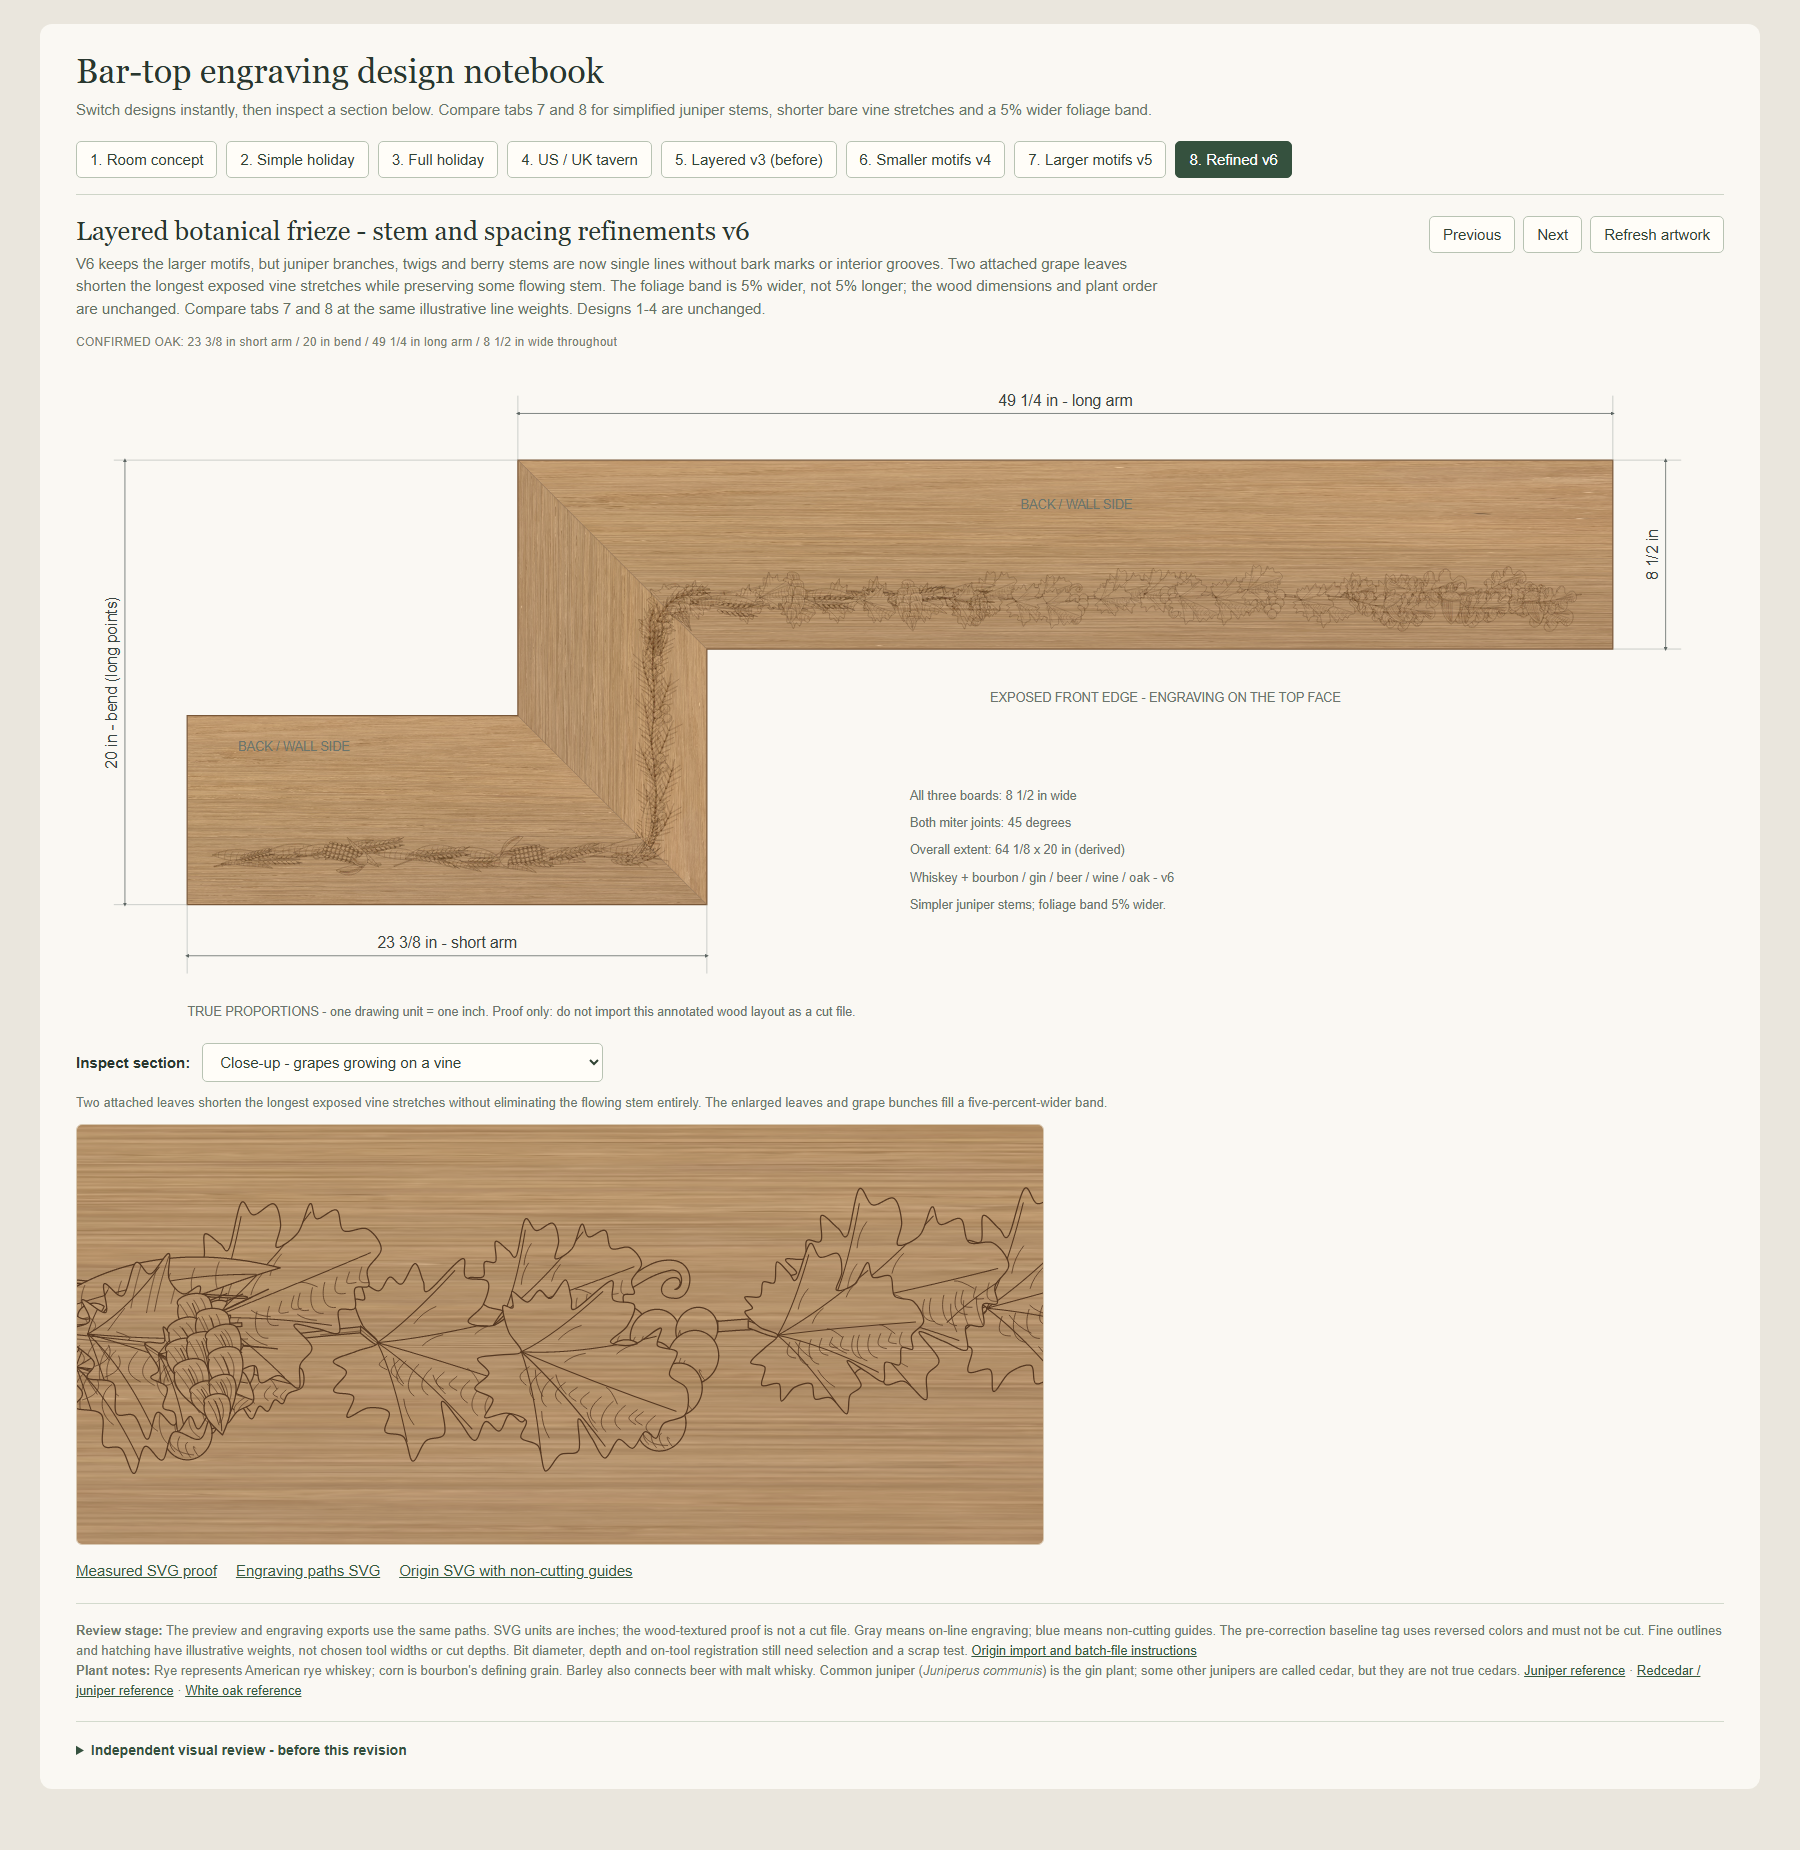 Bar-top engraving design notebook
Switch designs instantly, then inspect a section below. Compare tabs 7 and 8 for simplified juniper stems, shorter bare vine stretches and a 5% wider foliage band.
1. Room concept
2. Simple holiday
3. Full holiday
4. US / UK tavern
5. Layered v3 (before)
6. Smaller motifs v4
7. Larger motifs v5
8. Refined v6
Layered botanical frieze - stem and spacing refinements v6
Previous
Next
Refresh artwork
V6 keeps the larger motifs, but juniper branches, twigs and berry stems are now single lines without bark marks or interior grooves. Two attached grape leaves
shorten the longest exposed vine stretches while preserving some flowing stem. The foliage band is 5% wider, not 5% longer; the wood dimensions and plant order
are unchanged. Compare tabs 7 and 8 at the same illustrative line weights. Designs 1-4 are unchanged.
CONFIRMED OAK: 23 3/8 in short arm / 20 in bend / 49 1/4 in long arm / 8 1/2 in wide throughout
49 1/4 in - long arm
BACK / WALL SIDE
8 1/2 in
20 in - bend (long points)
EXPOSED FRONT EDGE - ENGRAVING ON THE TOP FACE
BACK / WALL SIDE
All three boards: 8 1/2 in wide
Both miter joints: 45 degrees
Overall extent: 64 1/8 x 20 in (derived)
Whiskey + bourbon / gin / beer / wine / oak - v6
Simpler juniper stems; foliage band 5% wider.
23 3/8 in - short arm
TRUE PROPORTIONS - one drawing unit = one inch. Proof only: do not import this annotated wood layout as a cut file.
Inspect section:
Close-up - grapes growing on a vine
Two attached leaves shorten the longest exposed vine stretches without eliminating the flowing stem entirely. The enlarged leaves and grape bunches fill a five-percent-wider band.
Measured SVG proof
Engraving paths SVG
Origin SVG with non-cutting guides
Review stage: The preview and engraving exports use the same paths. SVG units are inches; the wood-textured proof is not a cut file. Gray means on-line engraving; blue means non-cutting guides. The pre-correction baseline tag uses reversed colors and must not be cut. Fine outlines
and hatching have illustrative weights, not chosen tool widths or cut depths. Bit diameter, depth and on-tool registration still need selection and a scrap test. Origin import and batch-file instructions
Plant notes: Rye represents American rye whiskey; corn is bourbon's defining grain. Barley also connects beer with malt whisky. Common juniper (Juniperus communis) is the gin plant; some other junipers are called cedar, but they are not true cedars. Juniper reference · Redcedar /
juniper reference · White oak reference
Independent visual review - before this revision